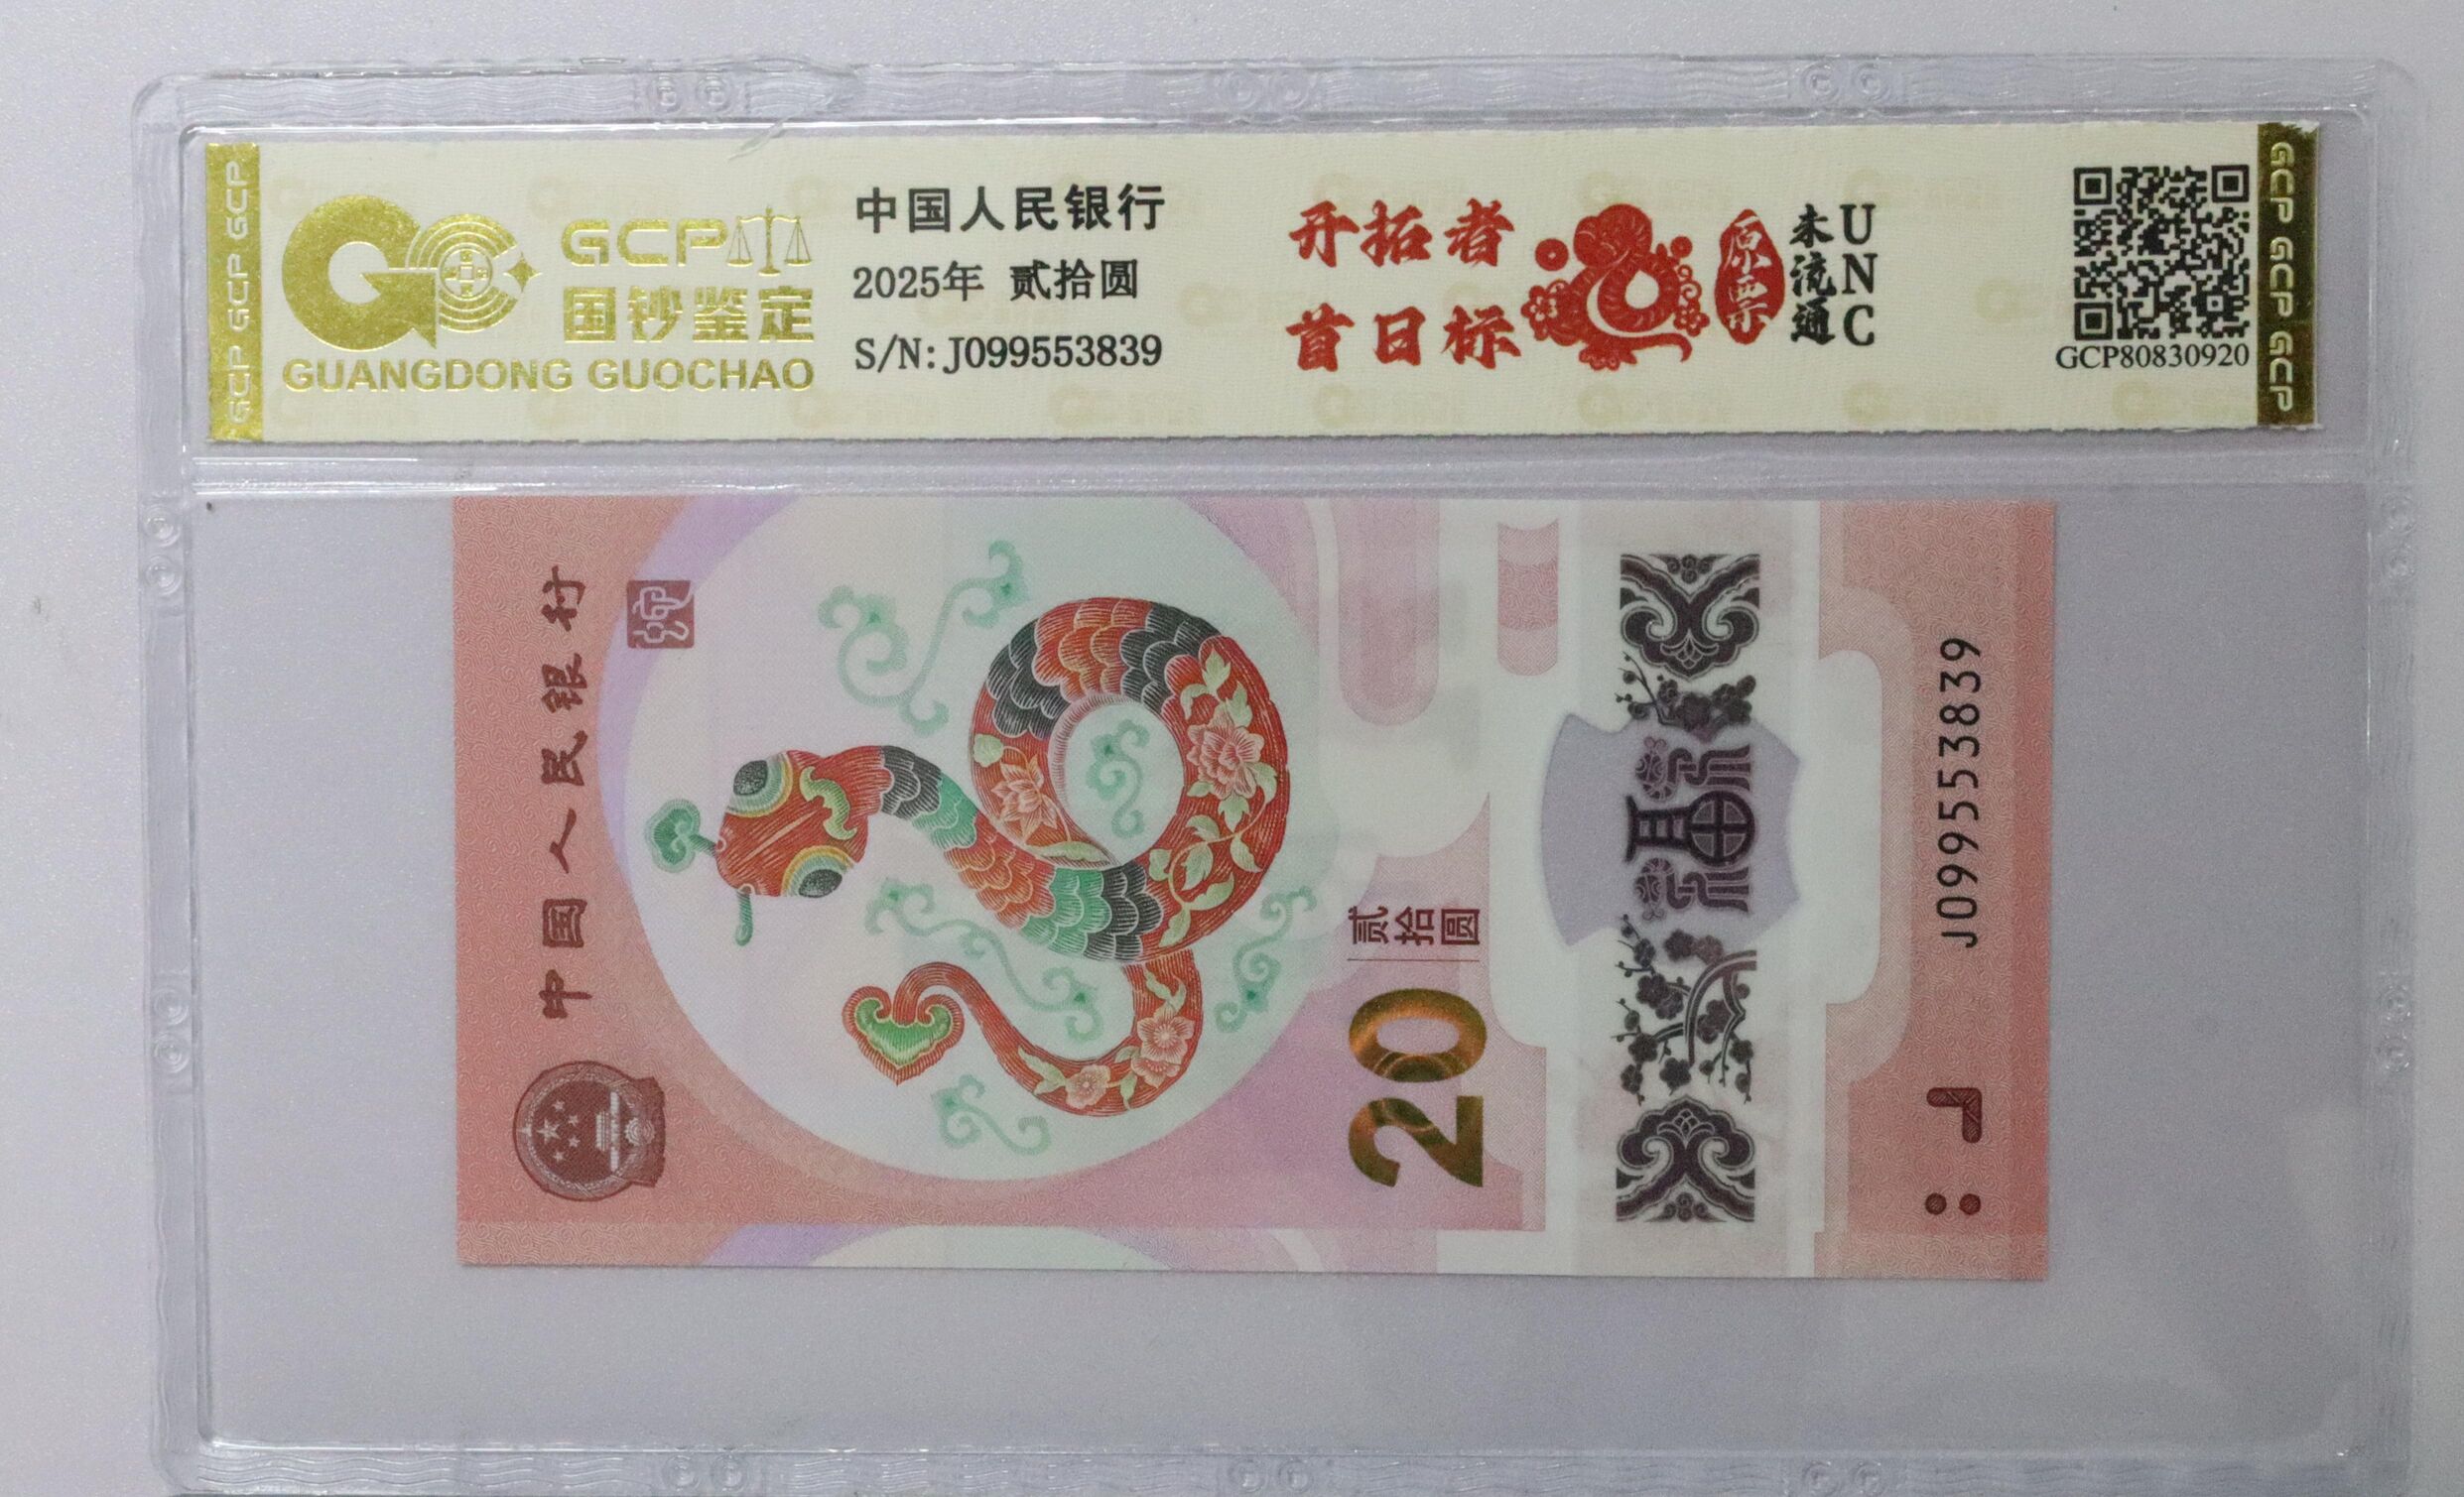 GCP GCP GCP
GCP
国钞鉴定
GUANGDONG GUOCHAO
中国人民银行
2025年 贰拾圆
S/N: J099553839
开拓者
首日标
原票
未流通
UNC
GCP80830920
GCP GCP GCP
中国人民银行
20
贰拾圆
福
J099553839